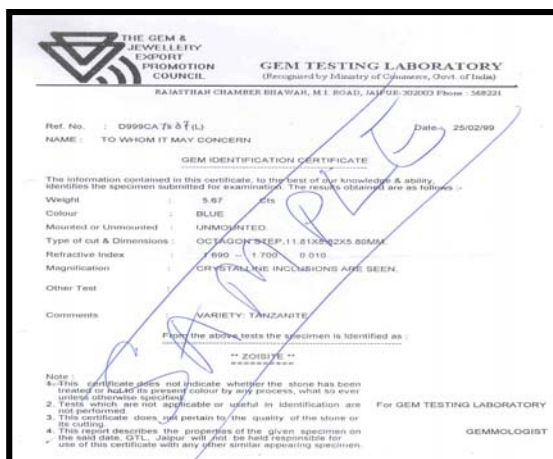 THE GEM &
JEWELLERY
EXPORT
PROMOTION
COUNCIL
GEM TESTING LABORATORY
(Recognised by Ministry of Commerce, Govt. of India)
RAJASTHAN CHAMBER BHAWAN, M.I. ROAD, JAIPUR-302003 Phone : 568221
Ref. No. : D999CA (L) Date : 25/02/99
NAME : TO WHOM IT MAY CONCERN
GEM IDENTIFICATION CERTIFICATE
The information contained in this certificate, to the best of our knowledge & ability,
identifies the specimen submitted for examination. The results obtained are as follows :-
Weight : 5.67 Cts
Colour : BLUE
Mounted or Unmounted : UNMOUNTED.
Type of cut & Dimensions : OCTAGON STEP, MM.
Refractive Index : 1.690 -- 1.700 0.010
Magnification : CRYSTALLINE INCLUSIONS ARE SEEN.
Other Test :
Comments : VARIETY: TANZANITE
From the above tests the specimen is Identified as :
** ZOISITE **
Note :
1. This certificate does not indicate whether the stone has been
treated or not to its present colour by any process, what so ever
unless otherwise specified.
2. Tests which are not applicable or useful in identification are
not performed.
3. This certificate does not pertain to the quality of the stone or
its cutting.
4. This report describes the properties of the given specimen on
the said date, GTL, Jaipur will not be held responsible for
use of this certificate with any other similar appearing specimen.
For GEM TESTING LABORATORY
GEMMOLOGIST
SAMPLE